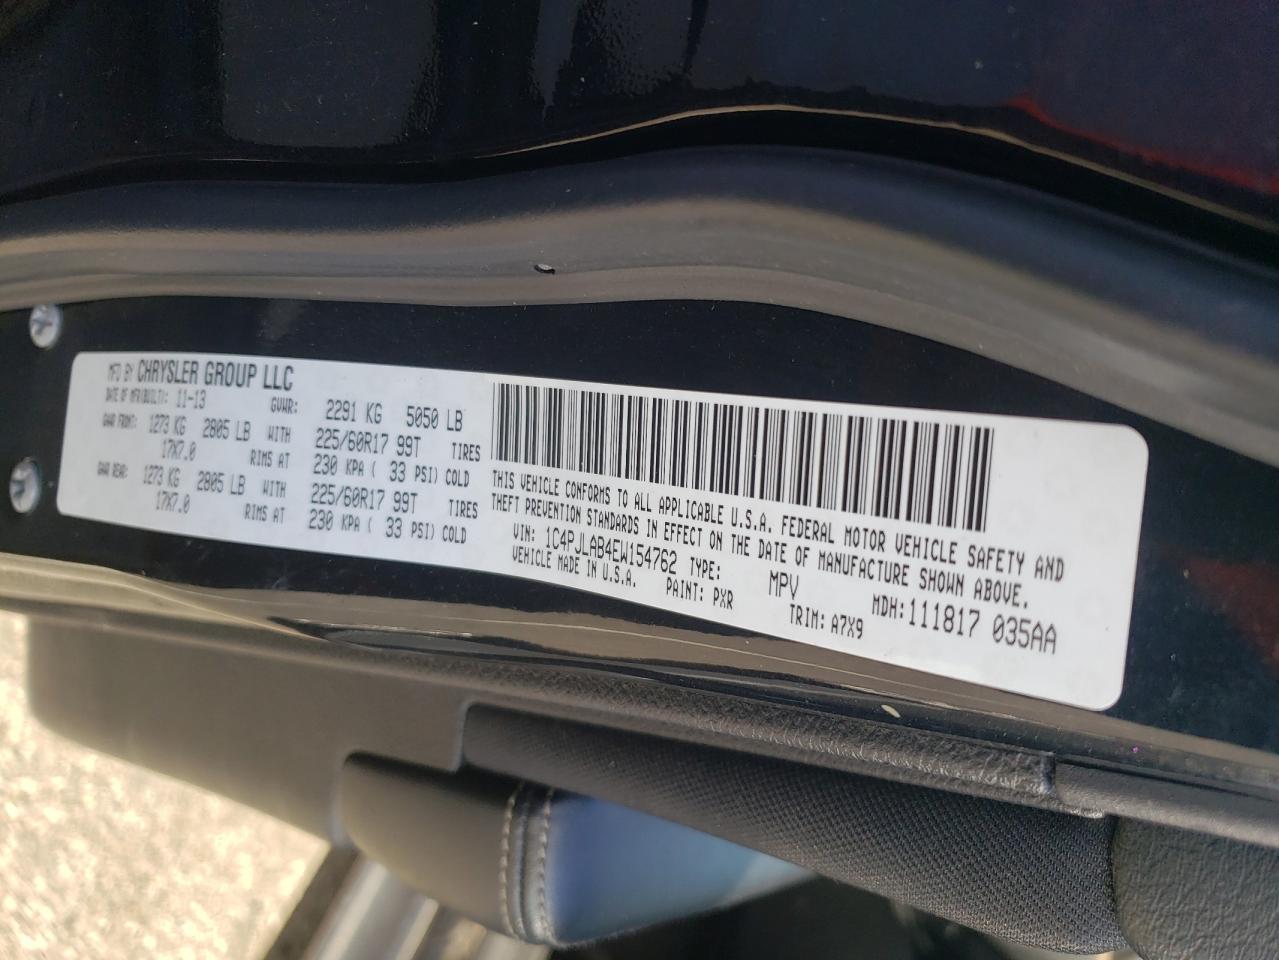 MFD BY CHRYSLER GROUP LLC
DATE OF MFR(BUILT): 11-13 GVWR: 2291 KG 5050 LB
GAWR FRONT: 1273 KG 2805 LB WITH 225/60R17 99T TIRES
17X7.0 RIMS AT 230 KPA ( 33 PSI) COLD
GAWR REAR: 1273 KG 2805 LB WITH 225/60R17 99T TIRES
17X7.0 RIMS AT 230 KPA ( 33 PSI) COLD
THIS VEHICLE CONFORMS TO ALL APPLICABLE U.S.A. FEDERAL MOTOR VEHICLE SAFETY AND
THEFT PREVENTION STANDARDS IN EFFECT ON THE DATE OF MANUFACTURE SHOWN ABOVE.
VIN: 1C4PJLAB4EW154762 TYPE: MPV MDH: 111817 035AA
VEHICLE MADE IN U.S.A. PAINT: PXR TRIM: A7X9